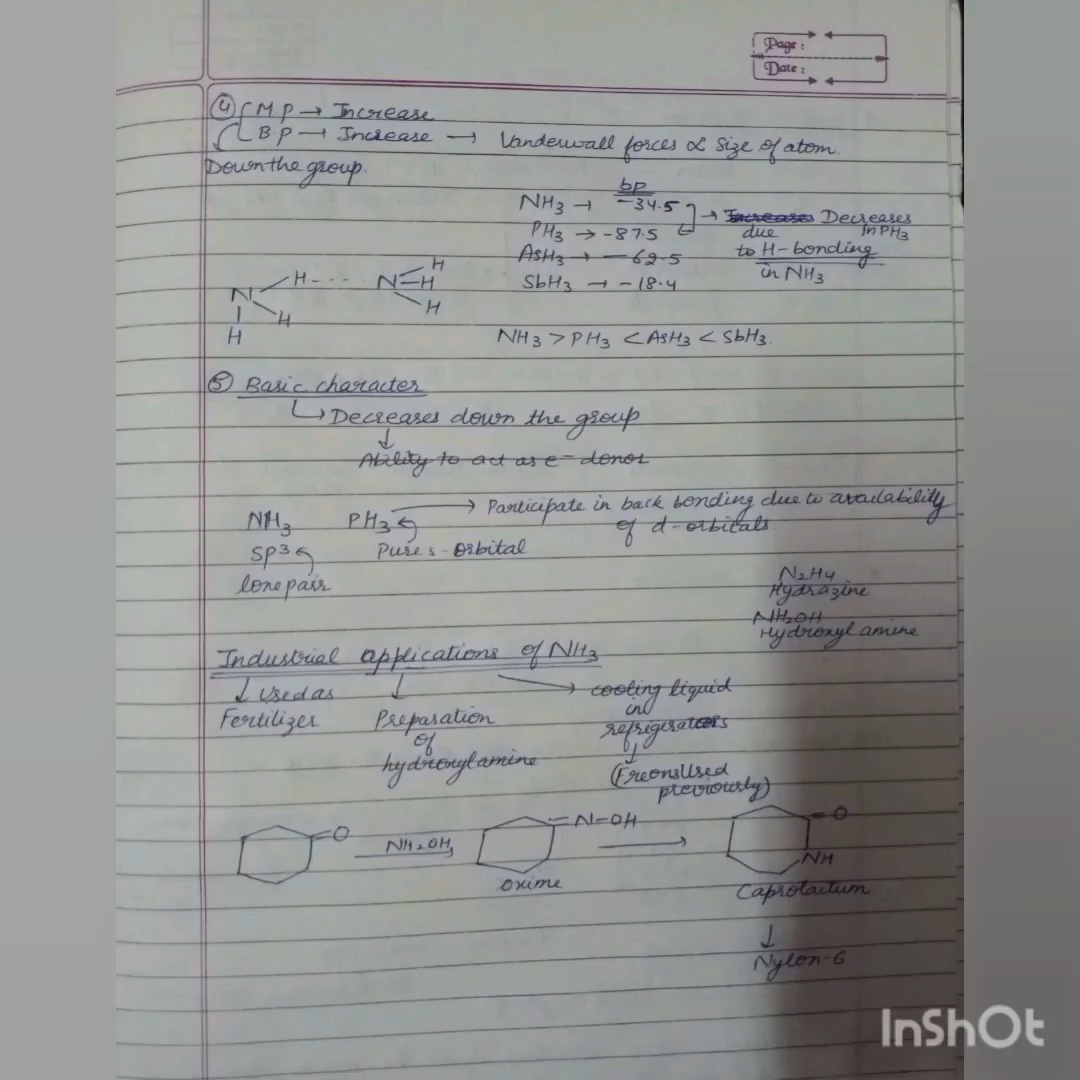 Page :
Date :
④ M.P → Increase
B.P → Increase → Vanderwall forces ∝ Size of atom.
Down the group.
bp
NH3 → -34.5 → Increases Decreases in PH3
PH3 → -87.5 due
AsH3 → -62.5 to H-bonding
SbH3 → -18.4 in NH3
H H
N H---- N-H
H H
H
NH3 > PH3 < AsH3 < SbH3.
⑤ Basic character
↳ Decreases down the group
↓
Ability to act as e⁻ donor
NH3 PH3 → Participate in back bonding due to availability
of d-orbitals
SP3 Pure s-orbital
lone pair
N2H4
Hydrazine
NH2OH
Hydroxyl amine
Industrial applications of NH3
↓ Used as ↓ → cooling liquid
Fertilizer Preparation in
of refrigerators
hydroxylamine ↓
(Freons Used
previously)
=O NH2OH =N-OH =O
NH
Oxime Caprolactum
↓
Nylon-6
InShOt